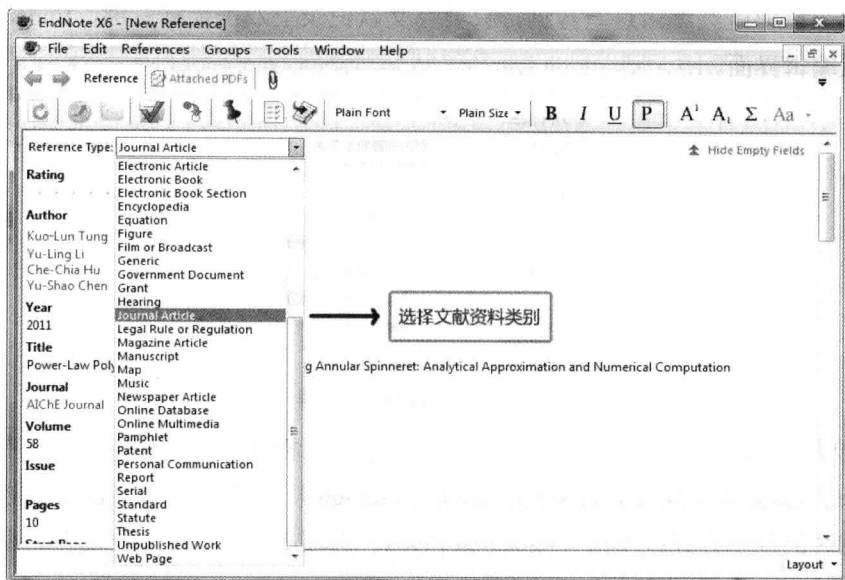 EndNote X6 - [New Reference]
File Edit References Groups Tools Window Help
Reference Attached PDFs
Plain Font Plain Size B I U P A¹ A₁ Σ Aa
Reference Type: Journal Article
Hide Empty Fields
Rating
Author
Kuo-Lun Tung
Yu-Ling Li
Che-Chia Hu
Yu-Shao Chen
Year
2011
Title
Power-Law Pol
g Annular Spinneret: Analytical Approximation and Numerical Computation
Journal
AIChE Journal
Volume
58
Issue
Pages
10
Electronic Article
Electronic Book
Electronic Book Section
Encyclopedia
Equation
Figure
Film or Broadcast
Generic
Government Document
Grant
Hearing
Journal Article
Legal Rule or Regulation
Magazine Article
Manuscript
Map
Music
Newspaper Article
Online Database
Online Multimedia
Pamphlet
Patent
Personal Communication
Report
Serial
Standard
Statute
Thesis
Unpublished Work
Web Page
选择文献资料类别
Layout